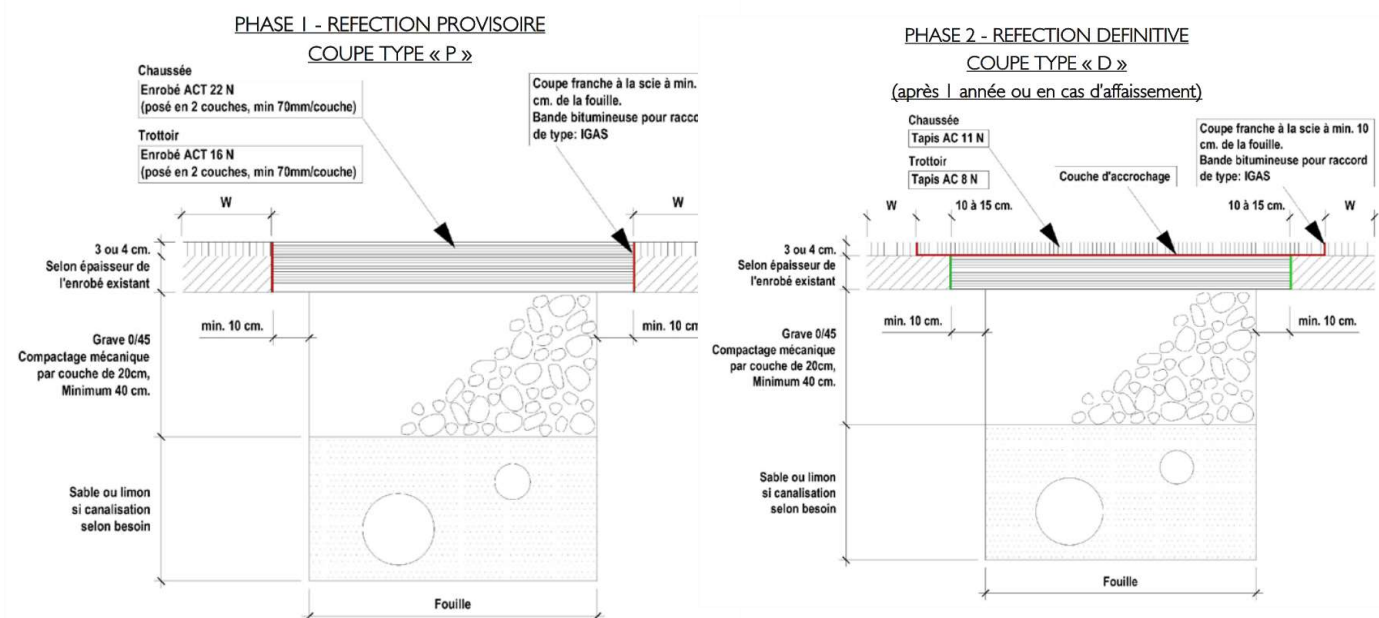 PHASE 1 - REFECTION PROVISOIRE
COUPE TYPE « P »
Chaussée
Enrobé ACT 22 N
(posé en 2 couches, min 70mm/couche)
Trottoir
Enrobé ACT 16 N
(posé en 2 couches, min 70mm/couche)
Coupe franche à la scie à min.
cm. de la fouille.
Bande bitumineuse pour racco
de type: IGAS
W
W
3 ou 4 cm.
Selon épaisseur de
l'enrobé existant
min. 10 cm.
min. 10 cm
Grave 0/45
Compactage mécanique
par couche de 20cm,
Minimum 40 cm.
Sable ou limon
si canalisation
selon besoin
Fouille
PHASE 2 - REFECTION DEFINITIVE
COUPE TYPE « D »
(après 1 année ou en cas d'affaissement)
Chaussée
Tapis AC 11 N
Trottoir
Tapis AC 8 N
Couche d'accrochage
Coupe franche à la scie à min. 10
cm. de la fouille.
Bande bitumineuse pour raccord
de type: IGAS
W
10 à 15 cm.
10 à 15 cm.
W
3 ou 4 cm.
Selon épaisseur de
l'enrobé existant
min. 10 cm.
min. 10 cm.
Grave 0/45
Compactage mécanique
par couche de 20cm,
Minimum 40 cm.
Sable ou limon
si canalisation
selon besoin
Fouille